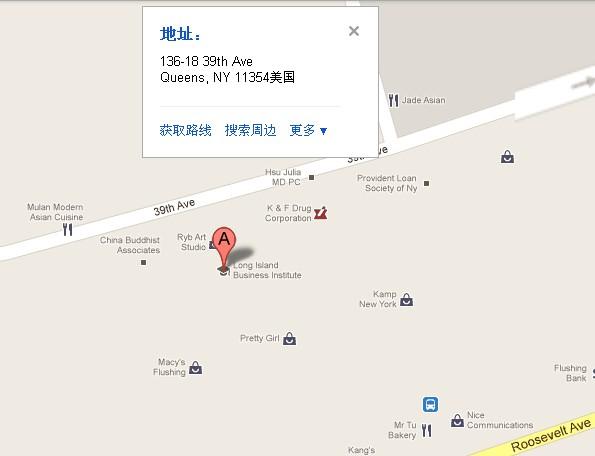 地址：
136-18 39th Ave
Queens, NY 11354美国
获取路线 搜索周边 更多
Jade Asian
39th Ave
Hsu Julia
MD PC
Provident Loan
Society of Ny
39th Ave
Mulan Modern
Asian Cuisine
K & F Drug
Corporation
China Buddhist
Associates
Ryb Art
Studio
A
Long Island
Business Institute
Kamp
New York
Pretty Girl
Macy's
Flushing
Flushing
Bank
Mr Tu
Bakery
Nice
Communications
Roosevelt Ave
Kang's